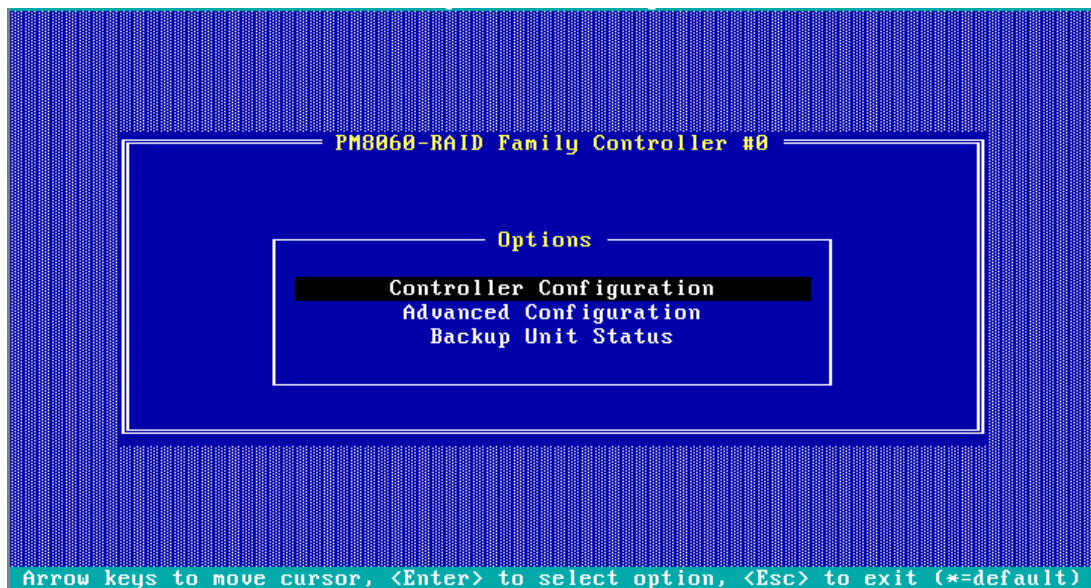 PM8060-RAID Family Controller #0
Options
Controller Configuration
Advanced Configuration
Backup Unit Status
Arrow keys to move cursor, <Enter> to select option, <Esc> to exit (*=default)